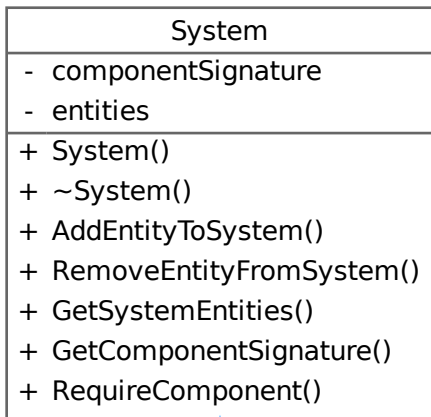 System
- componentSignature
- entities
+ System()
+ ~System()
+ AddEntityToSystem()
+ RemoveEntityFromSystem()
+ GetSystemEntities()
+ GetComponentSignature()
+ RequireComponent()